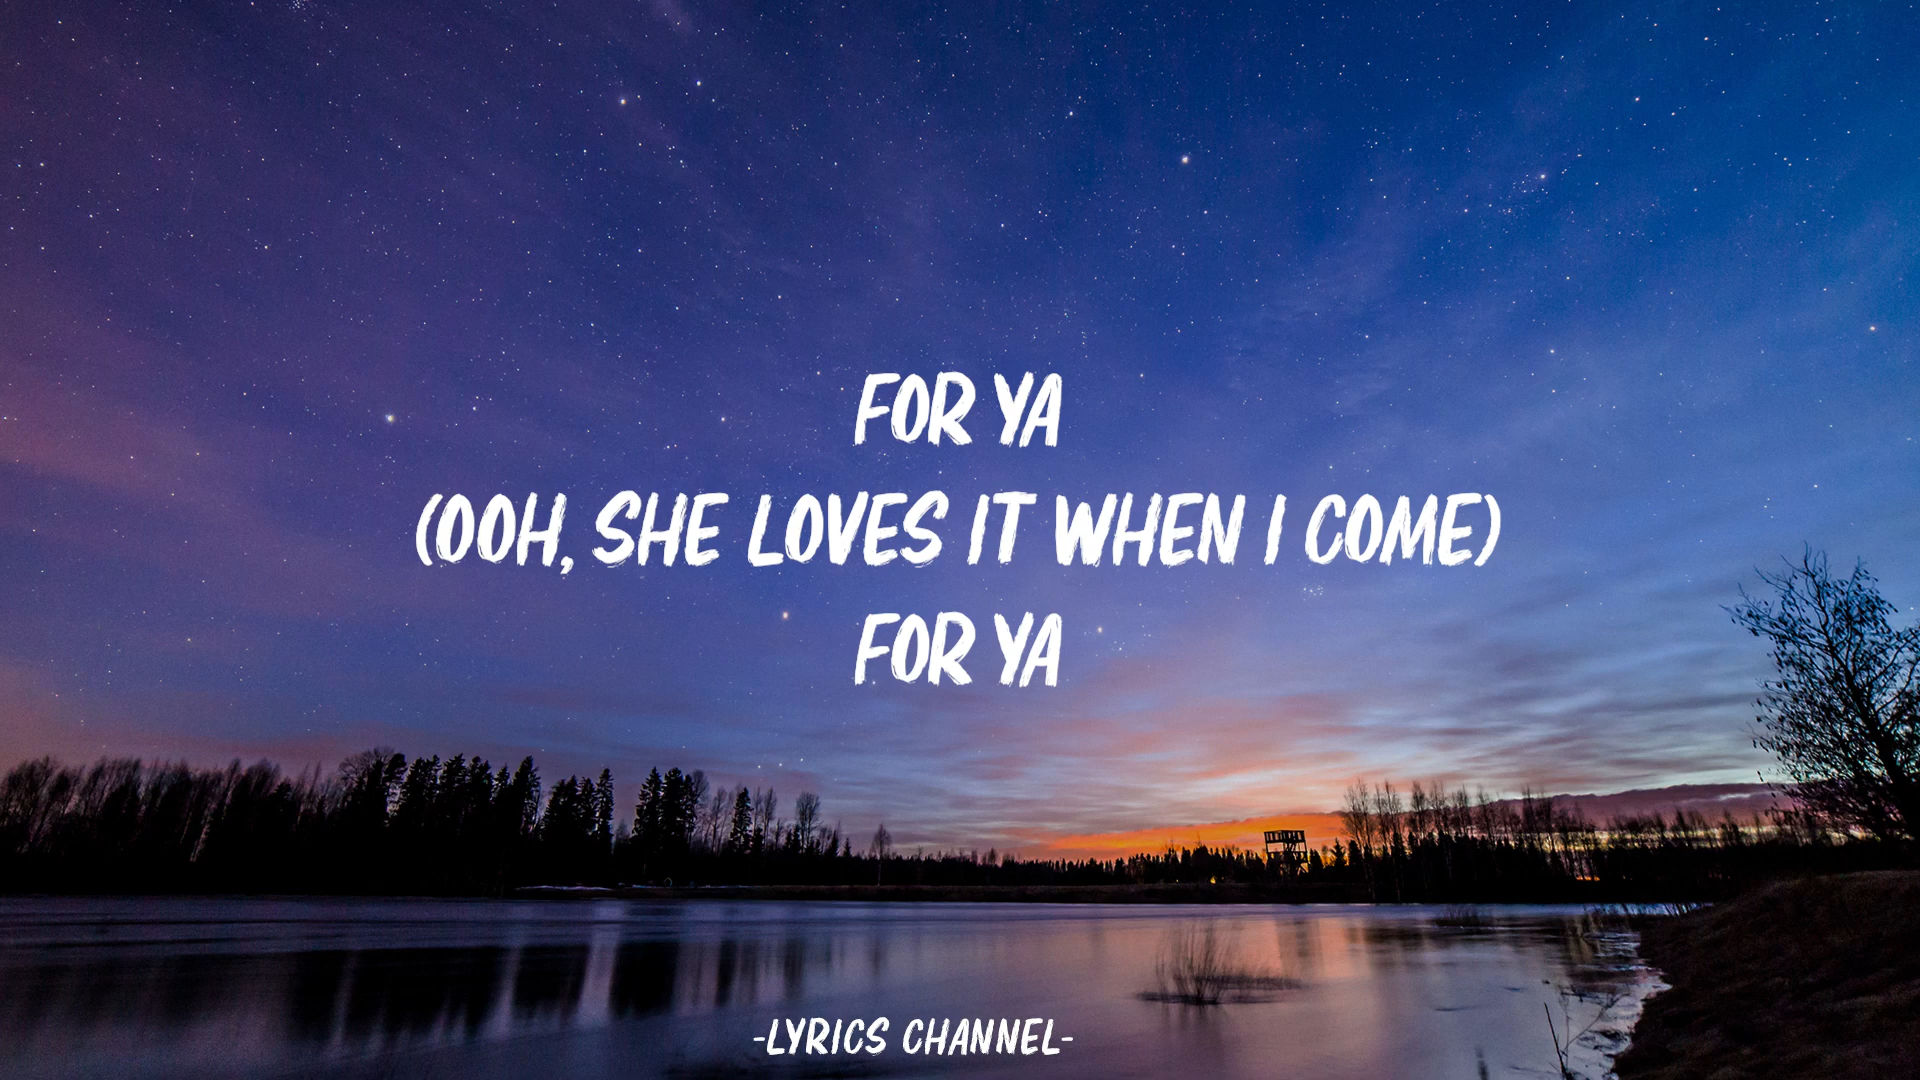 FOR YA
(OOH, SHE LOVES IT WHEN I COME)
FOR YA
-LYRICS CHANNEL-